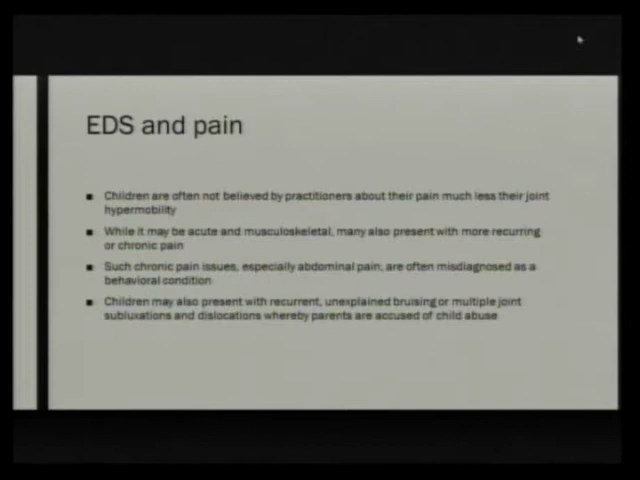 EDS and pain
Children are often not believed by practitioners about their pain much less their joint
hypermobility
While it may be acute and musculoskeletal, many also present with more recurring
or chronic pain
Such chronic pain issues, especially abdominal pain, are often misdiagnosed as a
behavioral condition
Children may also present with recurrent, unexplained bruising or multiple joint
subluxations and dislocations whereby parents are accused of child abuse